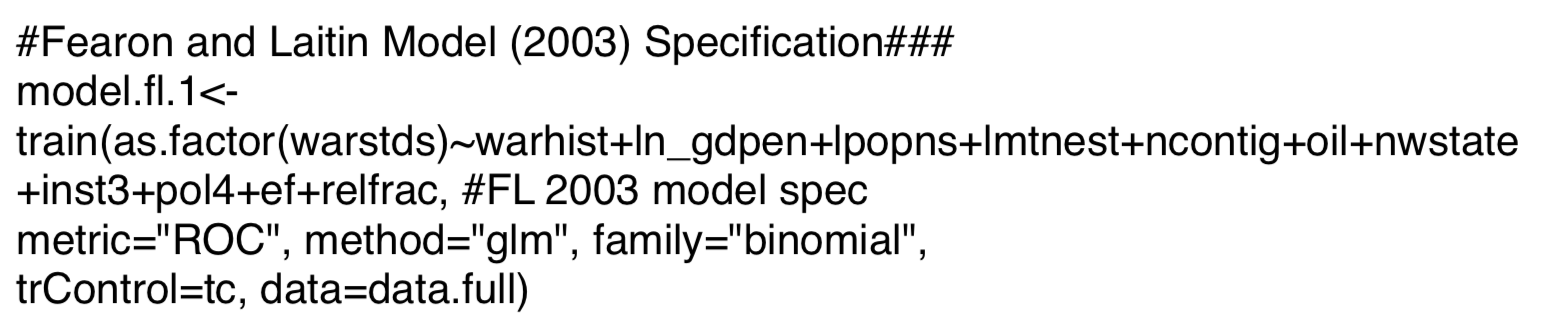 #Fearon and Laitin Model (2003) Specification###
model.fl.1<-
train(as.factor(warstds)~warhist+ln_gdpen+lpopns+lmtnest+ncontig+oil+nwstate
+inst3+pol4+ef+relfrac, #FL 2003 model spec
metric="ROC", method="glm", family="binomial",
trControl=tc, data=data.full)